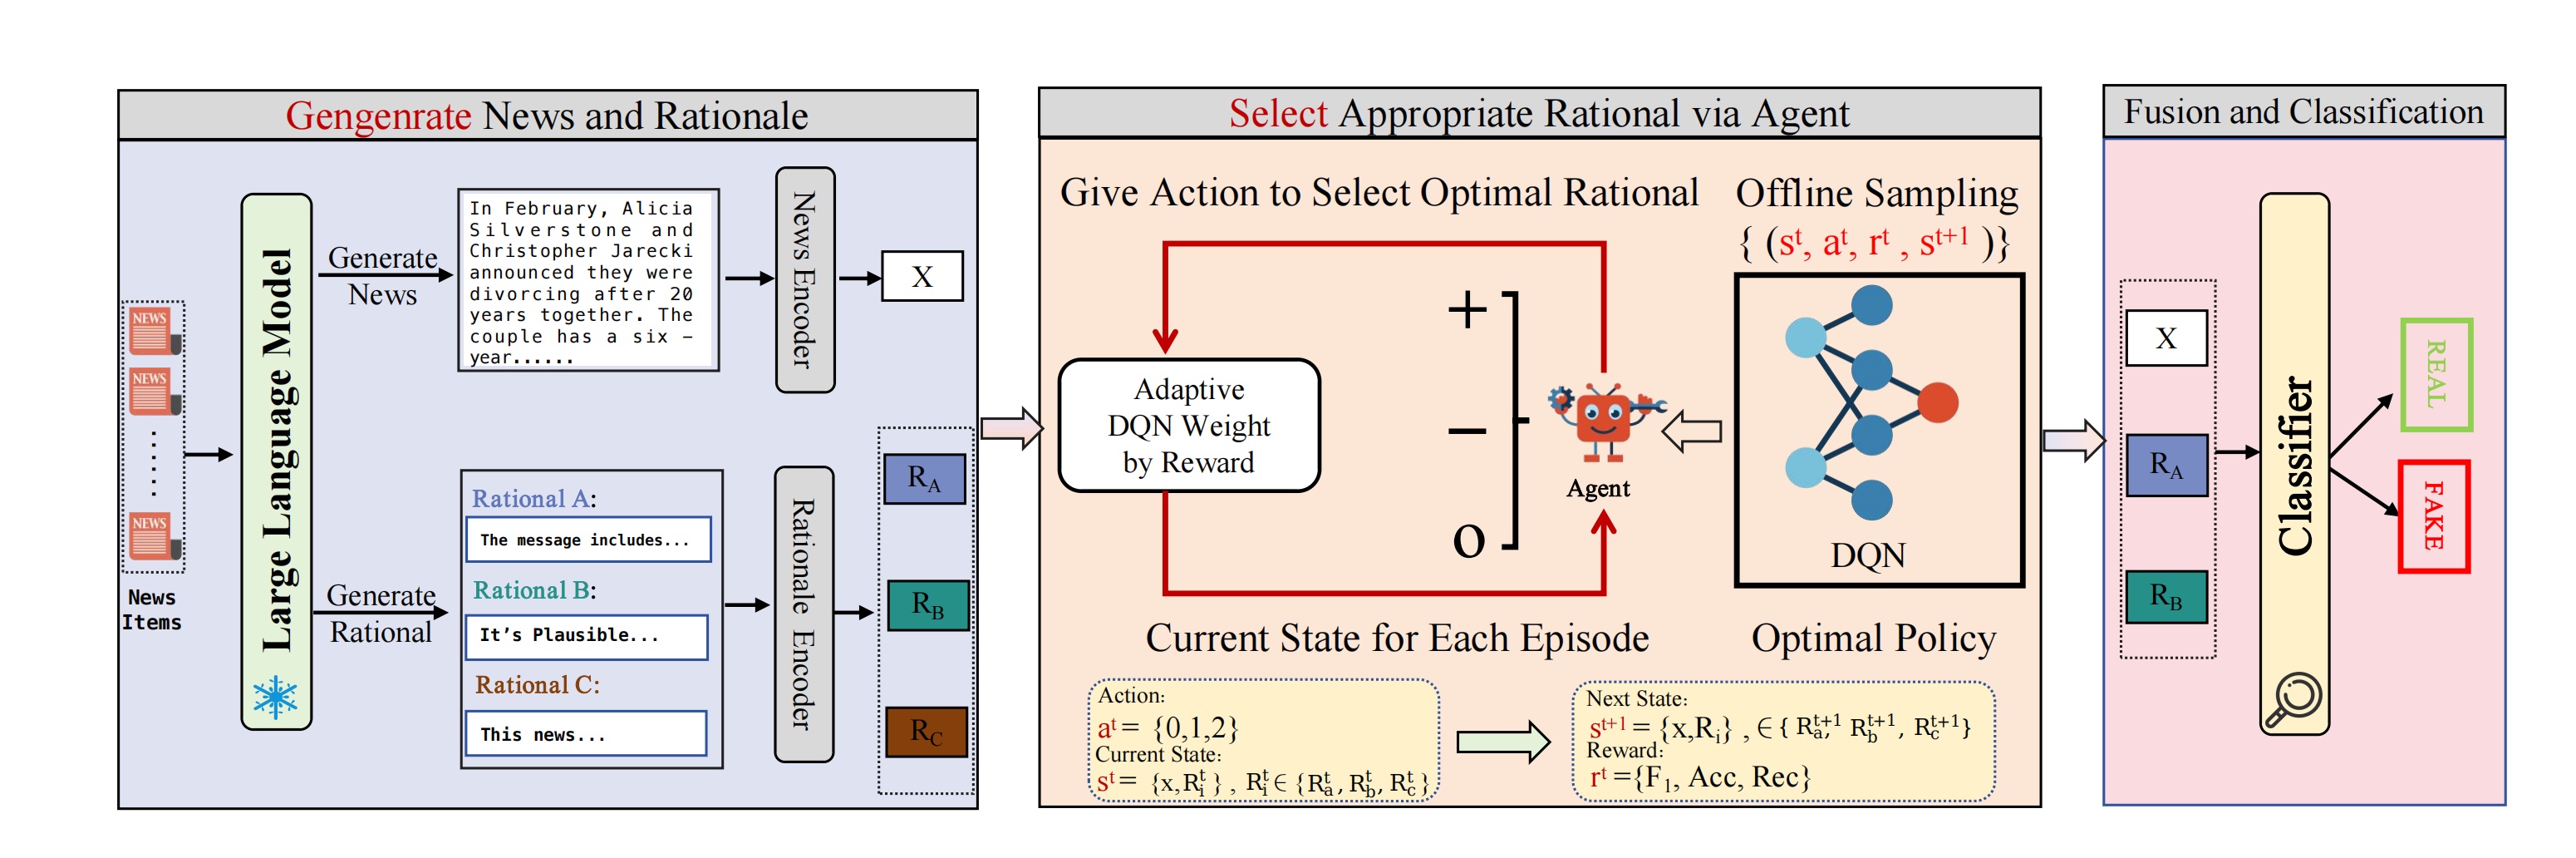 Gengenrate News and Rationale
NEWS
NEWS
NEWS
News
Items
Large Language Model
Generate
News
In February, Alicia
Silverstone and
Christopher Jarecki
announced they were
divorcing after 20
years together. The
couple has a six –
year......
News Encoder
X
Generate
Rational
Rational A:
The message includes...
Rational B:
It's Plausible...
Rational C:
This news...
Rationale Encoder
R_A
R_B
R_C
Select Appropriate Rational via Agent
Give Action to Select Optimal Rational
Adaptive
DQN Weight
by Reward
+
−
O
Agent
Offline Sampling
{ (s^t, a^t, r^t , s^{t+1} )}
DQN
Current State for Each Episode
Optimal Policy
Action:
a^t = {0,1,2}
Current State:
s^t = {x,R_i^t } , R_i^t ∈ {R_a^t, R_b^t, R_c^t }
Next State:
s^{t+1} = {x,R_i} , ∈ { R_a^{t+1}, R_b^{t+1}, R_c^{t+1}}
Reward:
r^t ={F_1, Acc, Rec}
Fusion and Classification
X
R_A
R_B
Classifier
REAL
FAKE